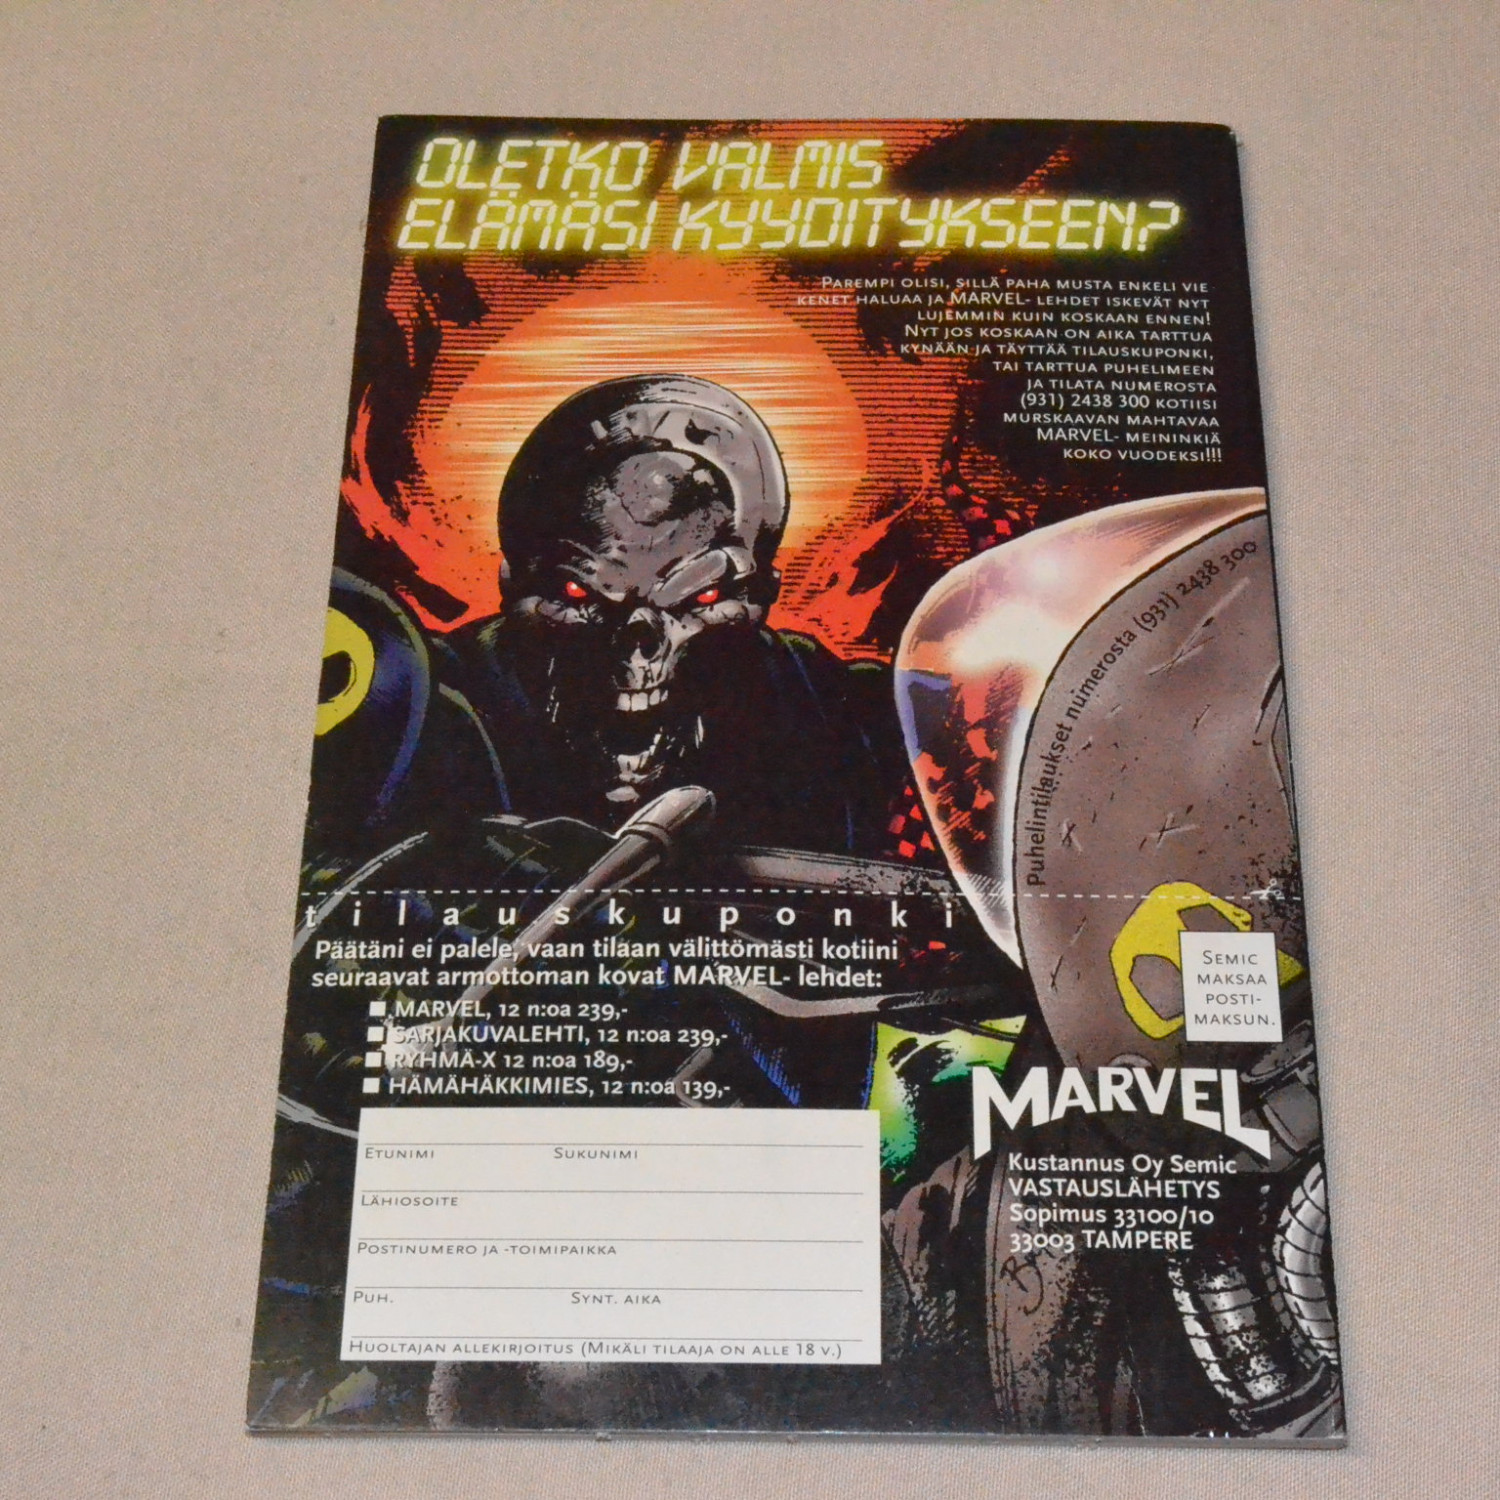 OLETKO VALMIS
ELÄMÄSI KYYDITYKSEEN?
PAREMPI OLISI, SILLÄ PAHA MUSTA ENKELI VIE
KENET HALUAA JA MARVEL- LEHDET ISKEVÄT NYT
LUJEMMIN KUIN KOSKAAN ENNEN!
NYT JOS KOSKAAN ON AIKA TARTTUA
KYNÄÄN JA TÄYTTÄÄ TILAUSKUPONKI,
TAI TARTTUA PUHELIMEEN
JA TILATA NUMEROSTA
(931) 2438 300 KOTIISI
MURSKAAVAN MAHTAVAA
MARVEL- MEININKIÄ
KOKO VUODEKSI!!!
Puhelintilaukset numerosta (931) 2438 300
tilauskuponki
Päätäni ei palele, vaan tilaan välittömästi kotiini
seuraavat armottoman kovat MARVEL- lehdet:
MARVEL, 12 n:oa 239,-
SARJAKUVALEHTI, 12 n:oa 239,-
RYHMÄ-X 12 n:oa 189,-
HÄMÄHÄKKIMIES, 12 n:oa 139,-
ETUNIMI SUKUNIMI
LÄHIOSOITE
POSTINUMERO JA -TOIMIPAIKKA
PUH. SYNT. AIKA
HUOLTAJAN ALLEKIRJOITUS (MIKÄLI TILAAJA ON ALLE 18 V.)
SEMIC
MAKSAA
POSTI-
MAKSUN.
MARVEL
Kustannus Oy Semic
VASTAUSLÄHETYS
Sopimus 33100/10
33003 TAMPERE